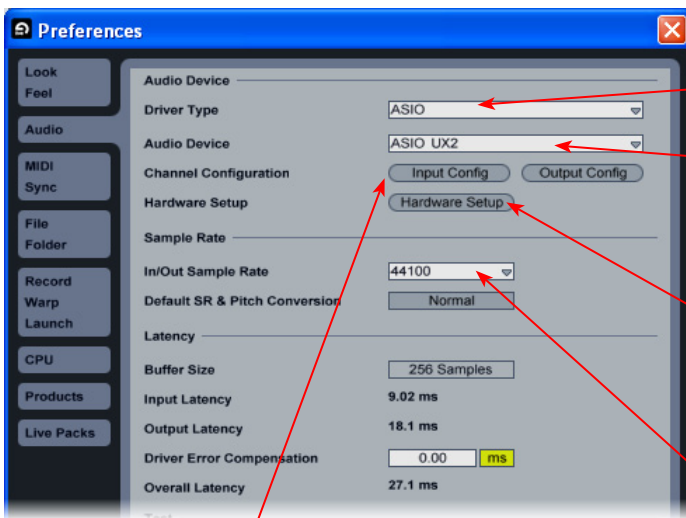 Preferences
Look
Feel
Audio
MIDI
Sync
File
Folder
Record
Warp
Launch
CPU
Products
Live Packs
Audio Device
Driver Type ASIO
Audio Device ASIO UX2
Channel Configuration Input Config Output Config
Hardware Setup Hardware Setup
Sample Rate
In/Out Sample Rate 44100
Default SR & Pitch Conversion Normal
Latency
Buffer Size 256 Samples
Input Latency 9.02 ms
Output Latency 18.1 ms
Driver Error Compensation 0.00 ms
Overall Latency 27.1 ms
Test